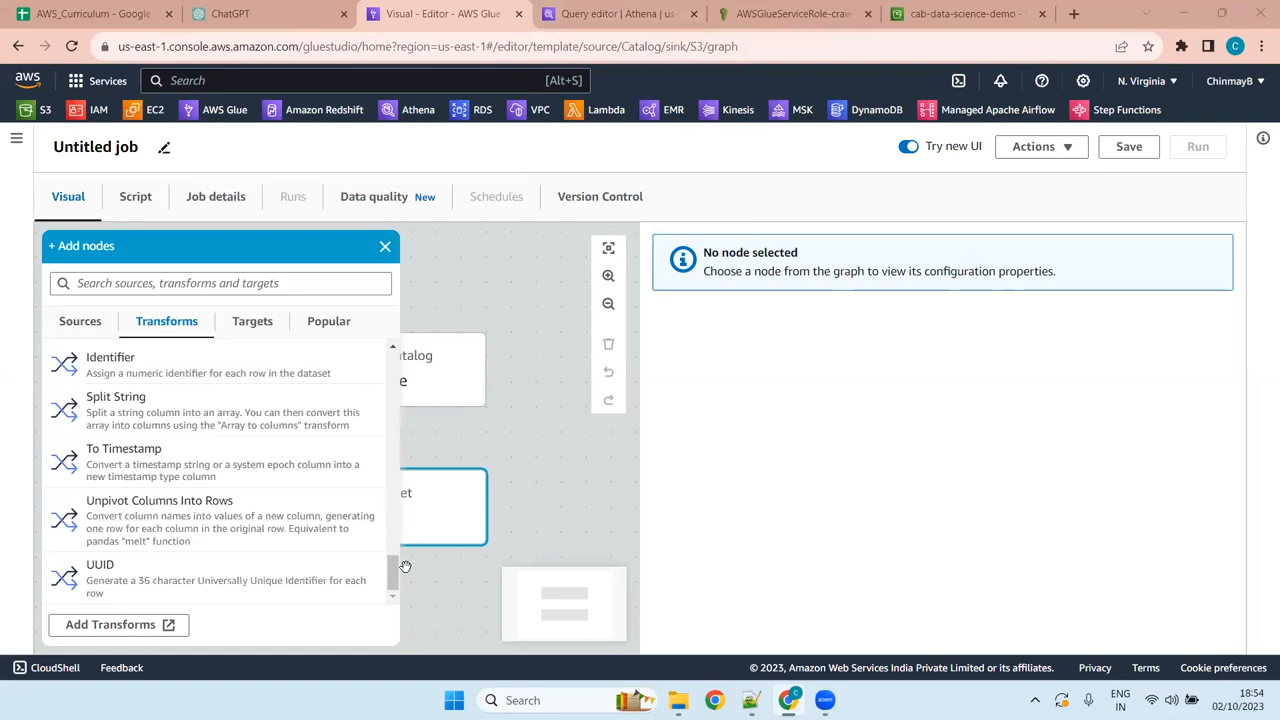 AWS_Curriculum - Google
ChatGPT
Visual - Editor - AWS Glue
Query editor | Athena | us-eas
AWSGlueServiceRole-craw
cab-data-science-demo -
us-east-1.console.aws.amazon.com/gluestudio/home?region=us-east-1#/editor/template/source/Catalog/sink/S3/graph
C
aws
Services
Search
[Alt+S]
N. Virginia
ChinmayB
S3
IAM
EC2
AWS Glue
Amazon Redshift
Athena
RDS
VPC
Lambda
EMR
Kinesis
MSK
DynamoDB
Managed Apache Airflow
Step Functions
Untitled job
Try new UI
Actions
Save
Run
Visual
Script
Job details
Runs
Data quality New
Schedules
Version Control
+ Add nodes
Search sources, transforms and targets
Sources
Transforms
Targets
Popular
Identifier
Assign a numeric identifier for each row in the dataset
Split String
Split a string column into an array. You can then convert this
array into columns using the "Array to columns" transform
To Timestamp
Convert a timestamp string or a system epoch column into a
new timestamp type column
Unpivot Columns Into Rows
Convert column names into values of a new column, generating
one row for each column in the original row. Equivalent to
pandas "melt" function
UUID
Generate a 36 character Universally Unique Identifier for each
row
Add Transforms
atalog
e
et
No node selected
Choose a node from the graph to view its configuration properties.
CloudShell
Feedback
© 2023, Amazon Web Services India Private Limited or its affiliates.
Privacy
Terms
Cookie preferences
Search
C
zoom
ENG
IN
18:54
02/10/2023